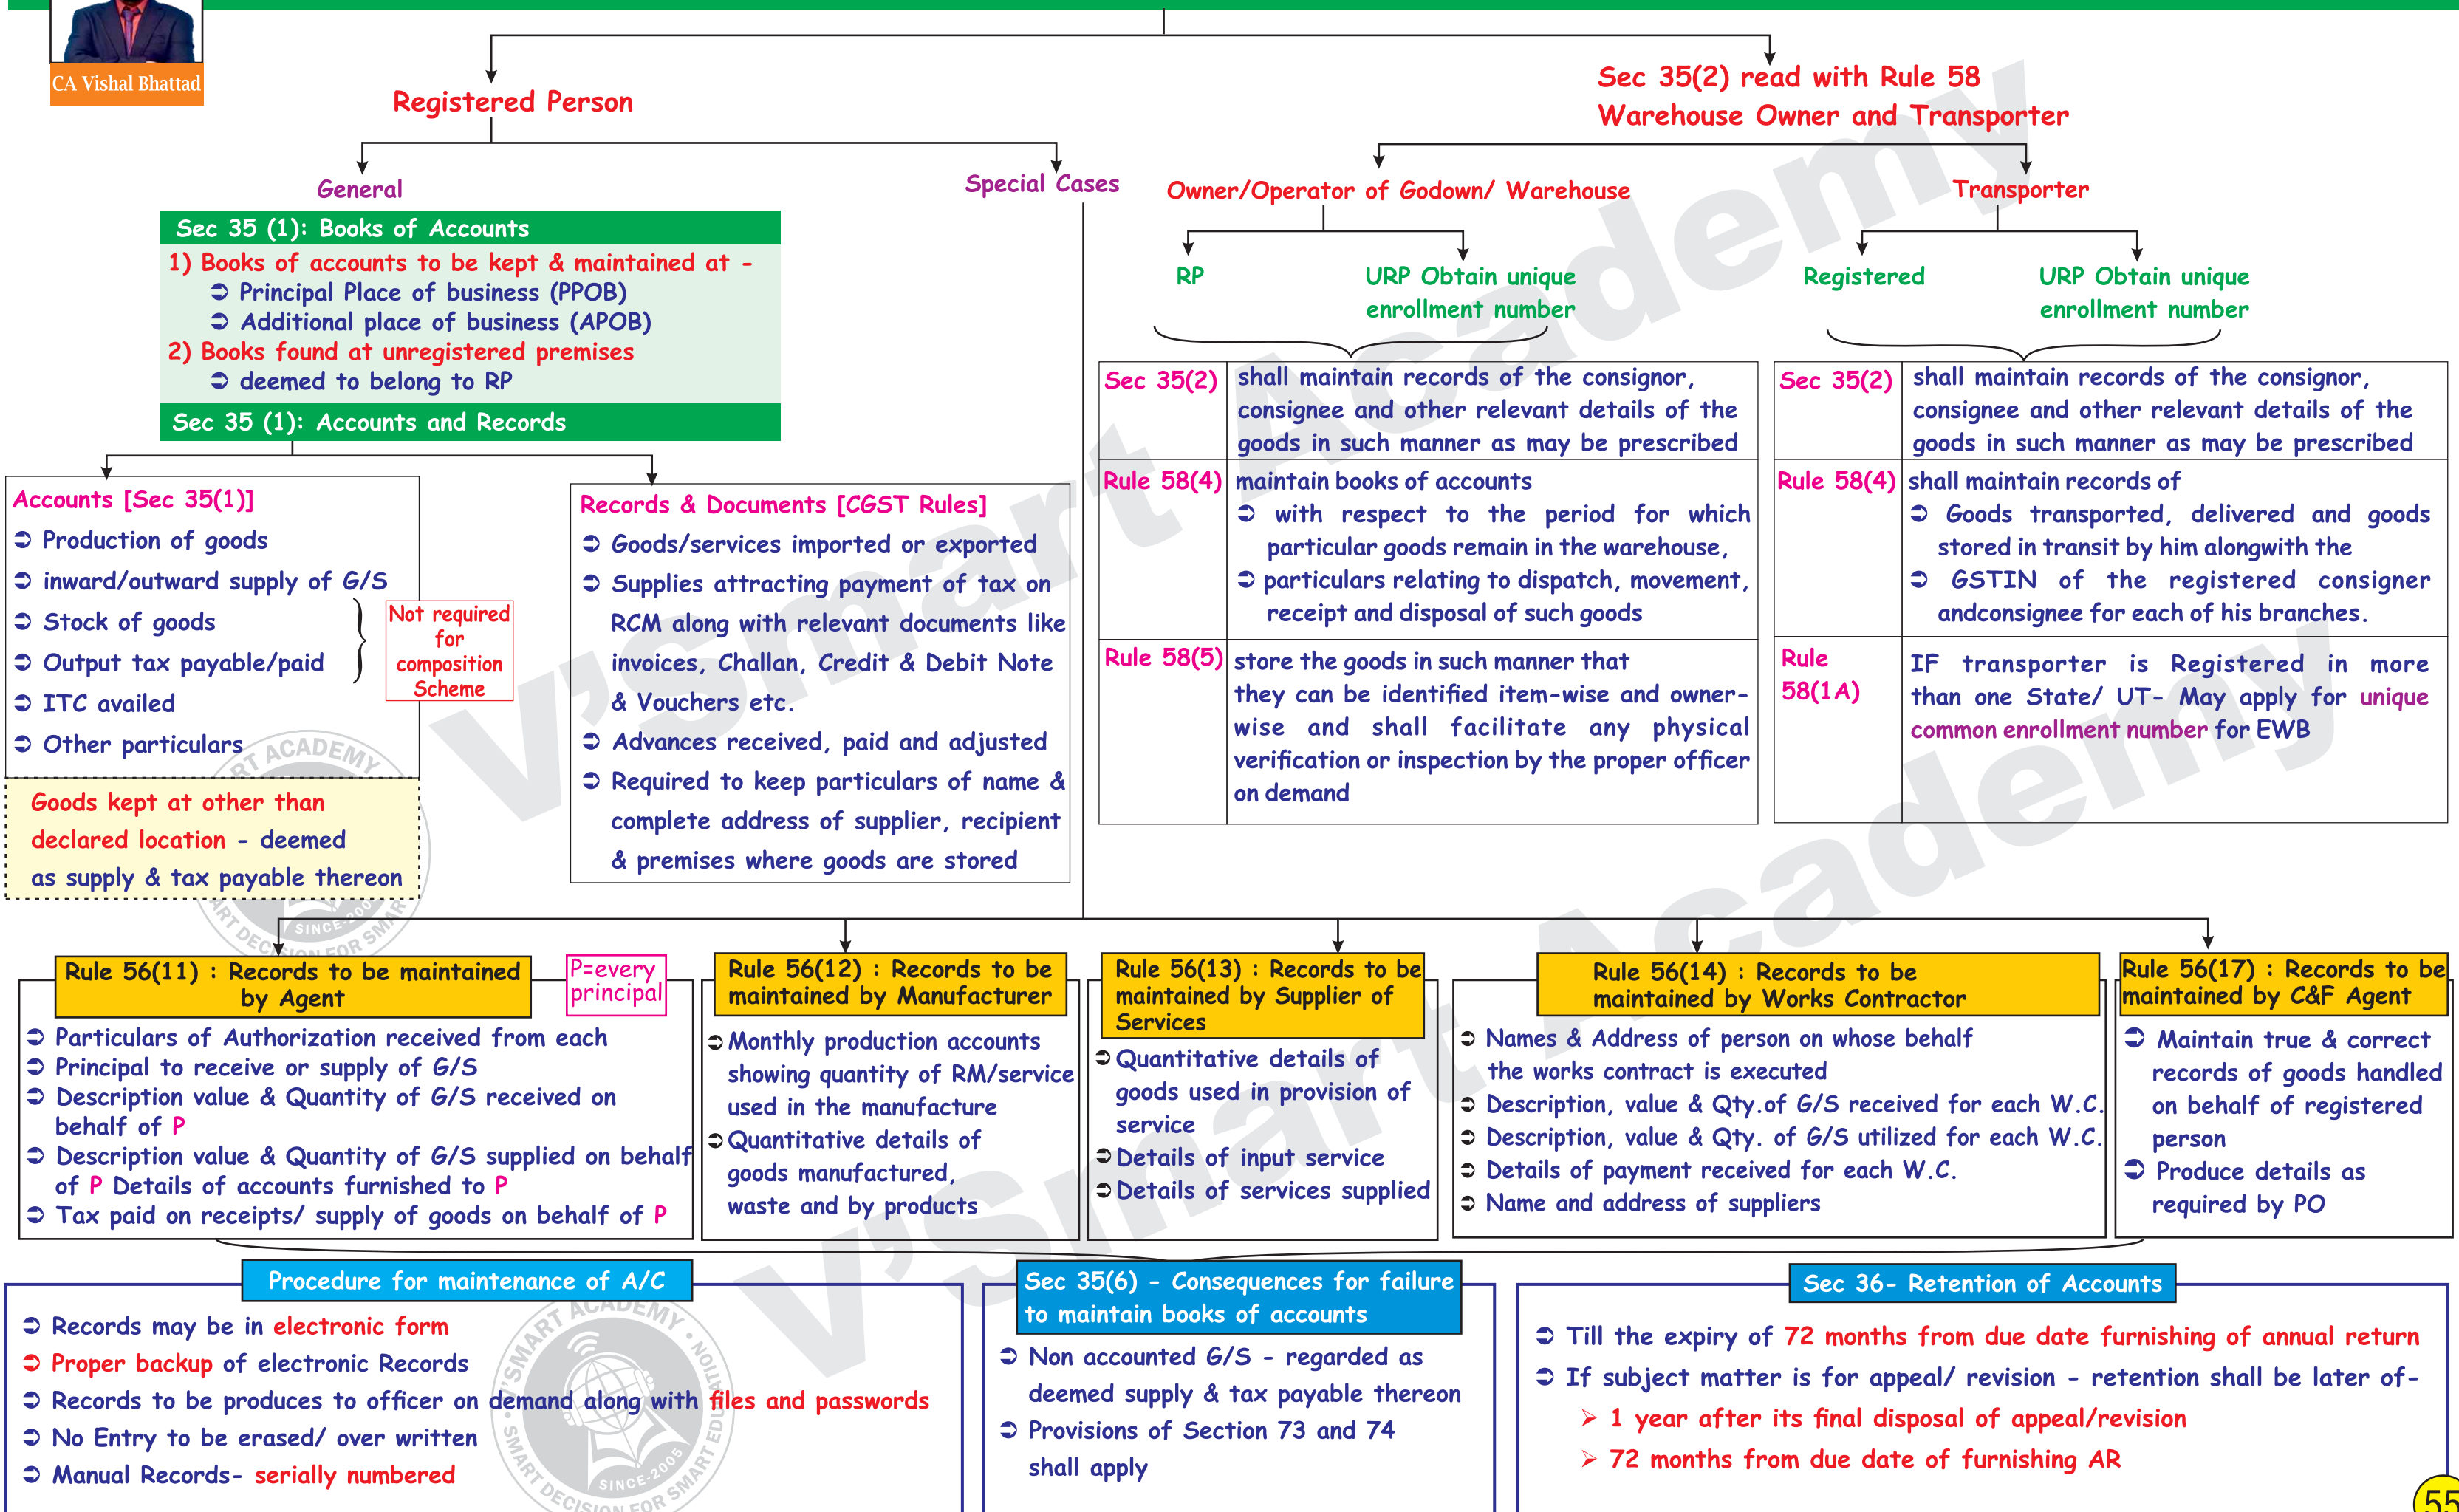 CA Vishal Bhattad
Registered Person
Sec 35(2) read with Rule 58
Warehouse Owner and Transporter
General
Special Cases
Owner/Operator of Godown/ Warehouse
Transporter
RP
URP Obtain unique
enrollment number
Registered
URP Obtain unique
enrollment number
Sec 35 (1): Books of Accounts
1) Books of accounts to be kept & maintained at -
➲ Principal Place of business (PPOB)
➲ Additional place of business (APOB)
2) Books found at unregistered premises
➲ deemed to belong to RP
Sec 35 (1): Accounts and Records
Accounts [Sec 35(1)]
➲ Production of goods
➲ inward/outward supply of G/S
➲ Stock of goods
➲ Output tax payable/paid
➲ ITC availed
➲ Other particulars
Not required
for
composition
Scheme
Goods kept at other than
declared location - deemed
as supply & tax payable thereon
Records & Documents [CGST Rules]
➲ Goods/services imported or exported
➲ Supplies attracting payment of tax on
RCM along with relevant documents like
invoices, Challan, Credit & Debit Note
& Vouchers etc.
➲ Advances received, paid and adjusted
➲ Required to keep particulars of name &
complete address of supplier, recipient
& premises where goods are stored
Sec 35(2)
shall maintain records of the consignor,
consignee and other relevant details of the
goods in such manner as may be prescribed
Rule 58(4)
maintain books of accounts
➲ with respect to the period for which
particular goods remain in the warehouse,
➲ particulars relating to dispatch, movement,
receipt and disposal of such goods
Rule 58(5)
store the goods in such manner that
they can be identified item-wise and owner-
wise and shall facilitate any physical
verification or inspection by the proper officer
on demand
Sec 35(2)
shall maintain records of the consignor,
consignee and other relevant details of the
goods in such manner as may be prescribed
Rule 58(4)
shall maintain records of
➲ Goods transported, delivered and goods
stored in transit by him alongwith the
➲ GSTIN of the registered consigner
andconsignee for each of his branches.
Rule
58(1A)
IF transporter is Registered in more
than one State/ UT- May apply for unique
common enrollment number for EWB
Rule 56(11) : Records to be maintained
by Agent
P=every
principal
➲ Particulars of Authorization received from each
➲ Principal to receive or supply of G/S
➲ Description value & Quantity of G/S received on
behalf of P
➲ Description value & Quantity of G/S supplied on behalf
of P Details of accounts furnished to P
➲ Tax paid on receipts/ supply of goods on behalf of P
Rule 56(12) : Records to be
maintained by Manufacturer
➲ Monthly production accounts
showing quantity of RM/service
used in the manufacture
➲ Quantitative details of
goods manufactured,
waste and by products
Rule 56(13) : Records to be
maintained by Supplier of
Services
➲ Quantitative details of
goods used in provision of
service
➲ Details of input service
➲ Details of services supplied
Rule 56(14) : Records to be
maintained by Works Contractor
➲ Names & Address of person on whose behalf
the works contract is executed
➲ Description, value & Qty.of G/S received for each W.C.
➲ Description, value & Qty. of G/S utilized for each W.C.
➲ Details of payment received for each W.C.
➲ Name and address of suppliers
Rule 56(17) : Records to be
maintained by C&F Agent
➲ Maintain true & correct
records of goods handled
on behalf of registered
person
➲ Produce details as
required by PO
Procedure for maintenance of A/C
➲ Records may be in electronic form
➲ Proper backup of electronic Records
➲ Records to be produces to officer on demand along with files and passwords
➲ No Entry to be erased/ over written
➲ Manual Records- serially numbered
Sec 35(6) - Consequences for failure
to maintain books of accounts
➲ Non accounted G/S - regarded as
deemed supply & tax payable thereon
➲ Provisions of Section 73 and 74
shall apply
Sec 36- Retention of Accounts
➲ Till the expiry of 72 months from due date furnishing of annual return
➲ If subject matter is for appeal/ revision - retention shall be later of-
➢ 1 year after its final disposal of appeal/revision
➢ 72 months from due date of furnishing AR
55
V'Smart Academy
V'Smart Academy
V'SMART ACADEMY
SINCE-2005
SMART DECISION FOR SMART EDUCATION